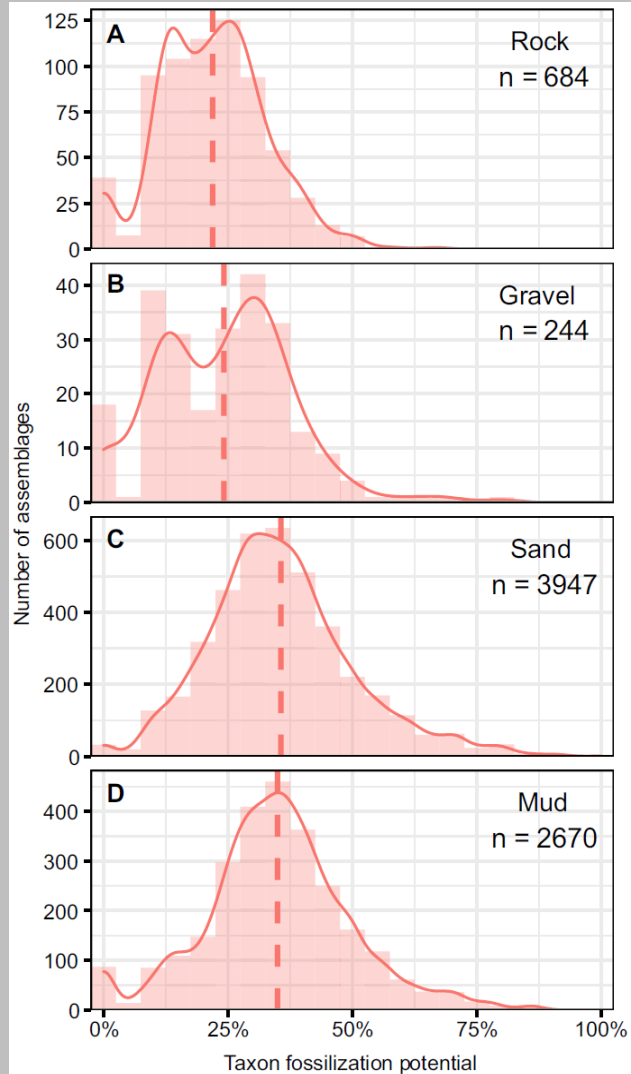 A
Rock
n = 684
125
100
75
50
25
0
B
Gravel
n = 244
40
30
20
10
0
Number of assemblages
C
Sand
n = 3947
600
400
200
0
D
Mud
n = 2670
400
300
200
100
0
0% 25% 50% 75% 100%
Taxon fossilization potential